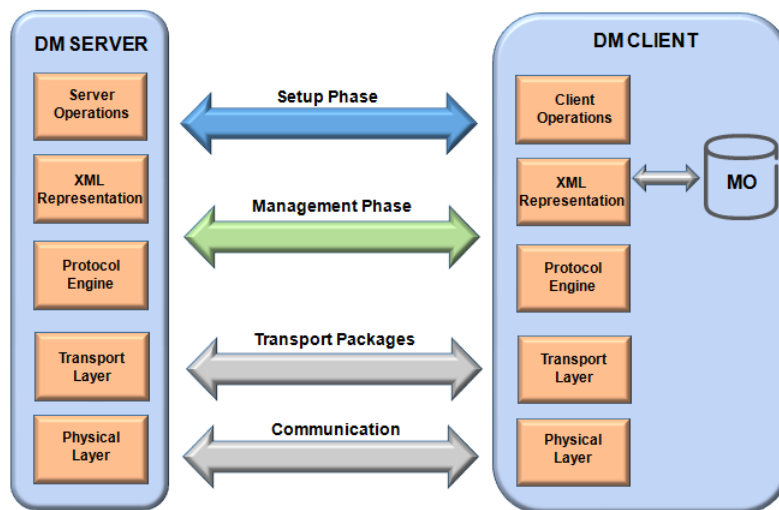 DM SERVER
Server
Operations
XML
Representation
Protocol
Engine
Transport
Layer
Physical
Layer
Setup Phase
Management Phase
Transport Packages
Communication
DM CLIENT
Client
Operations
XML
Representation
MO
Protocol
Engine
Transport
Layer
Physical
Layer